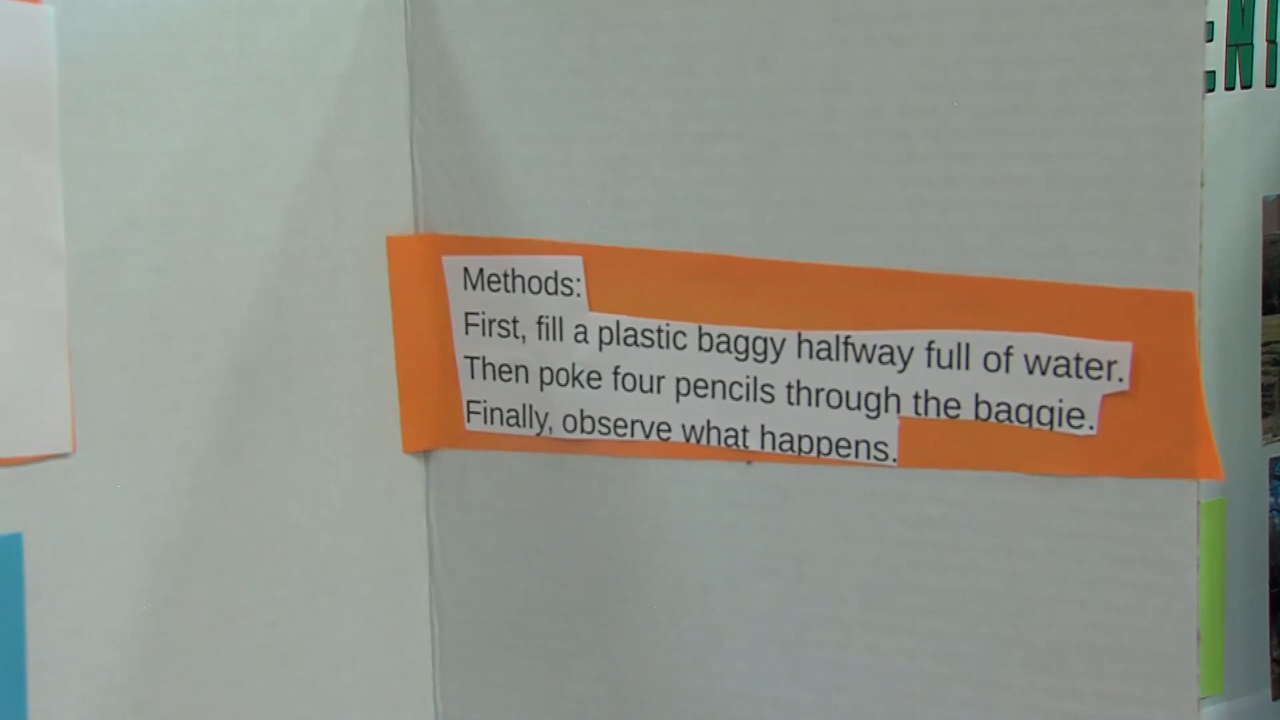 Methods:
First, fill a plastic baggy halfway full of water.
Then poke four pencils through the baggie.
Finally, observe what happens.